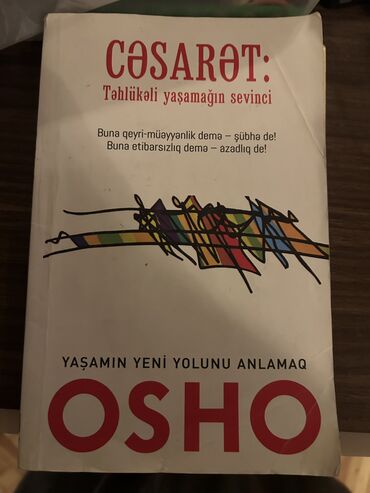 CƏSARƏT:
Təhlükəli yaşamağın sevinci
Buna qeyri-müəyyənlik demə – şübhə de!
Buna etibarsızlıq demə – azadlıq de!
YAŞAMIN YENİ YOLUNU ANLAMAQ
OSHO